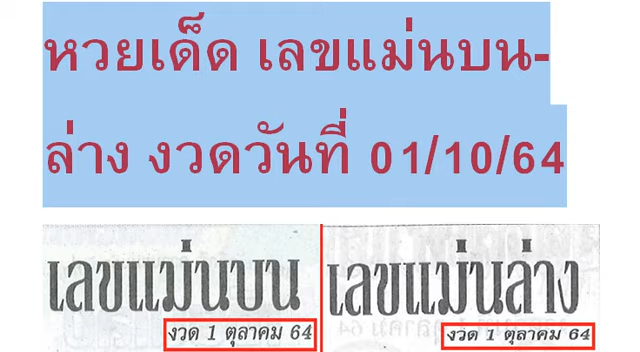 หวยเด็ด เลขแม่นบน-
ล่าง งวดวันที่ 01/10/64
เลขแม่นบน
งวด 1 ตุลาคม 64
เลขแม่นล่าง
งวด 1 ตุลาคม 64